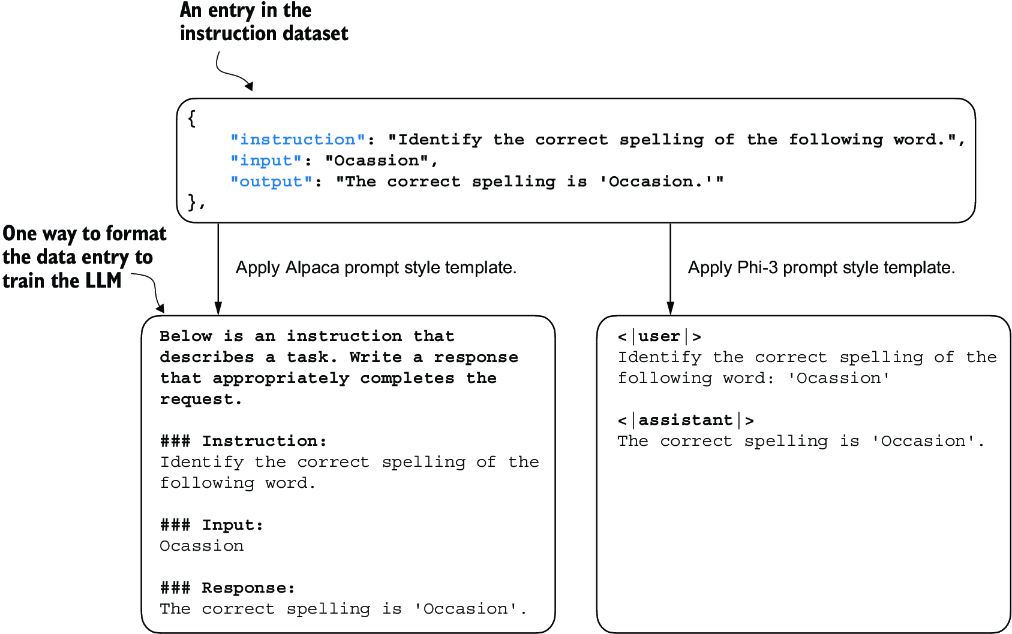 An entry in the
instruction dataset
{
"instruction": "Identify the correct spelling of the following word.",
"input": "Ocassion",
"output": "The correct spelling is 'Occasion.'"
},
One way to format
the data entry to
train the LLM
Apply Alpaca prompt style template.
Apply Phi-3 prompt style template.
Below is an instruction that
describes a task. Write a response
that appropriately completes the
request.
### Instruction:
Identify the correct spelling of the
following word.
### Input:
Ocassion
### Response:
The correct spelling is 'Occasion'.
<|user|>
Identify the correct spelling of the
following word: 'Ocassion'
<|assistant|>
The correct spelling is 'Occasion'.